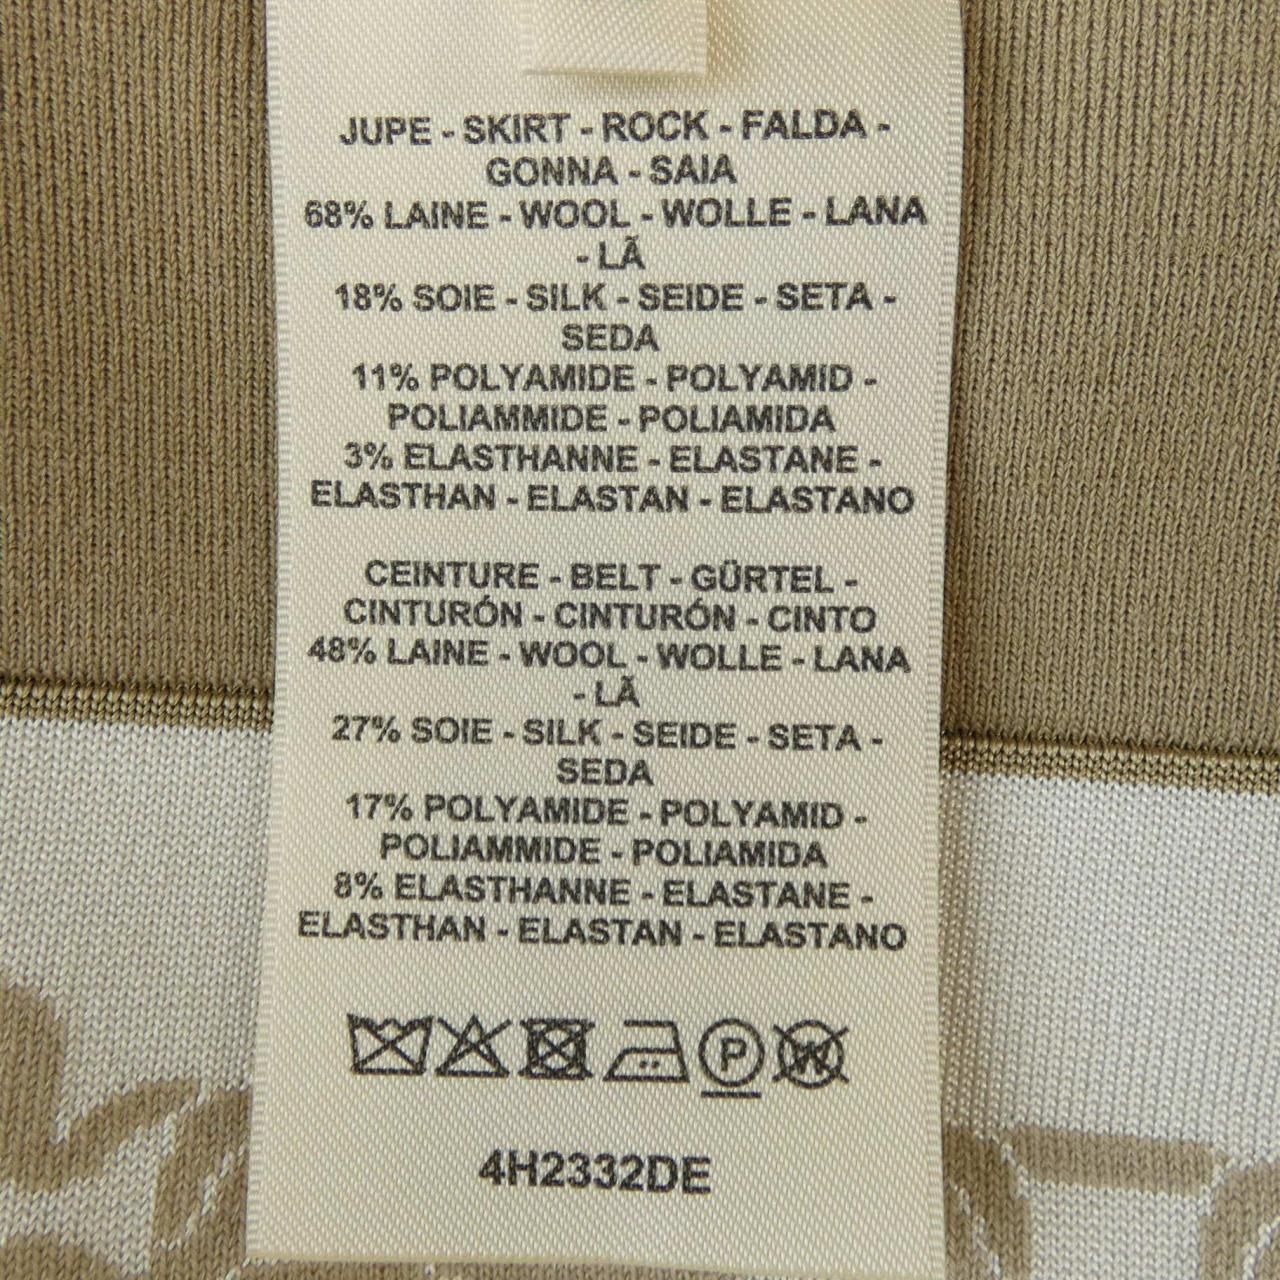 JUPE - SKIRT - ROCK - FALDA -
GONNA - SAIA
68% LAINE - WOOL - WOLLE - LANA
- LÃ
18% SOIE - SILK - SEIDE - SETA -
SEDA
11% POLYAMIDE - POLYAMID -
POLIAMMIDE - POLIAMIDA
3% ELASTHANNE - ELASTANE -
ELASTHAN - ELASTAN - ELASTANO
CEINTURE - BELT - GÜRTEL -
CINTURÓN - CINTURÓN - CINTO
48% LAINE - WOOL - WOLLE - LANA
- LÃ
27% SOIE - SILK - SEIDE - SETA -
SEDA
17% POLYAMIDE - POLYAMID -
POLIAMMIDE - POLIAMIDA
8% ELASTHANNE - ELASTANE -
ELASTHAN - ELASTAN - ELASTANO
P W
4H2332DE